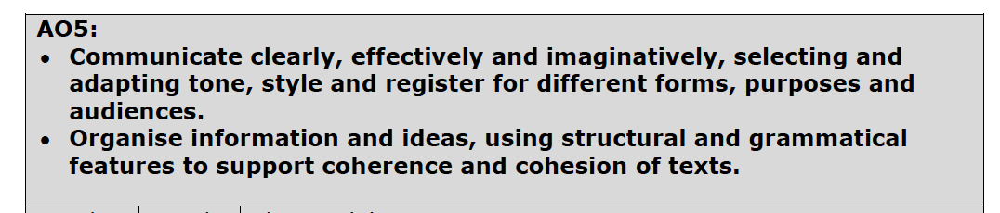 AO5:
• Communicate clearly, effectively and imaginatively, selecting and
adapting tone, style and register for different forms, purposes and
audiences.
• Organise information and ideas, using structural and grammatical
features to support coherence and cohesion of texts.